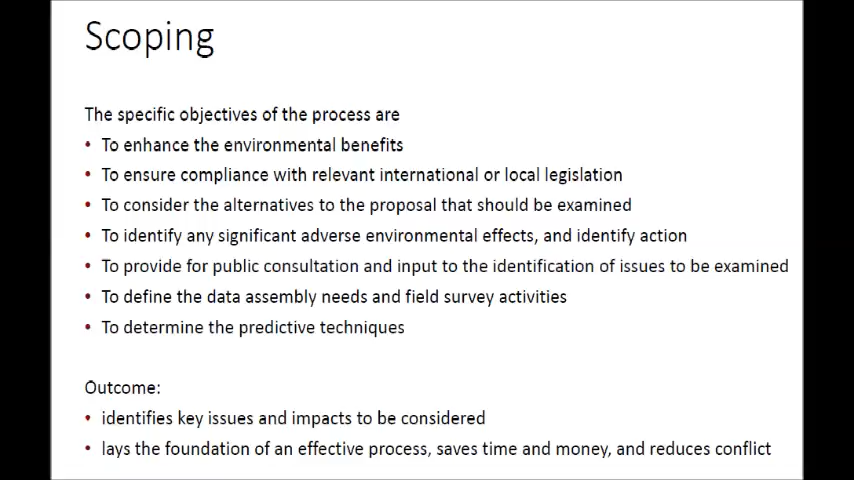 Scoping
The specific objectives of the process are
• To enhance the environmental benefits
• To ensure compliance with relevant international or local legislation
• To consider the alternatives to the proposal that should be examined
• To identify any significant adverse environmental effects, and identify action
• To provide for public consultation and input to the identification of issues to be examined
• To define the data assembly needs and field survey activities
• To determine the predictive techniques
Outcome:
• identifies key issues and impacts to be considered
• lays the foundation of an effective process, saves time and money, and reduces conflict